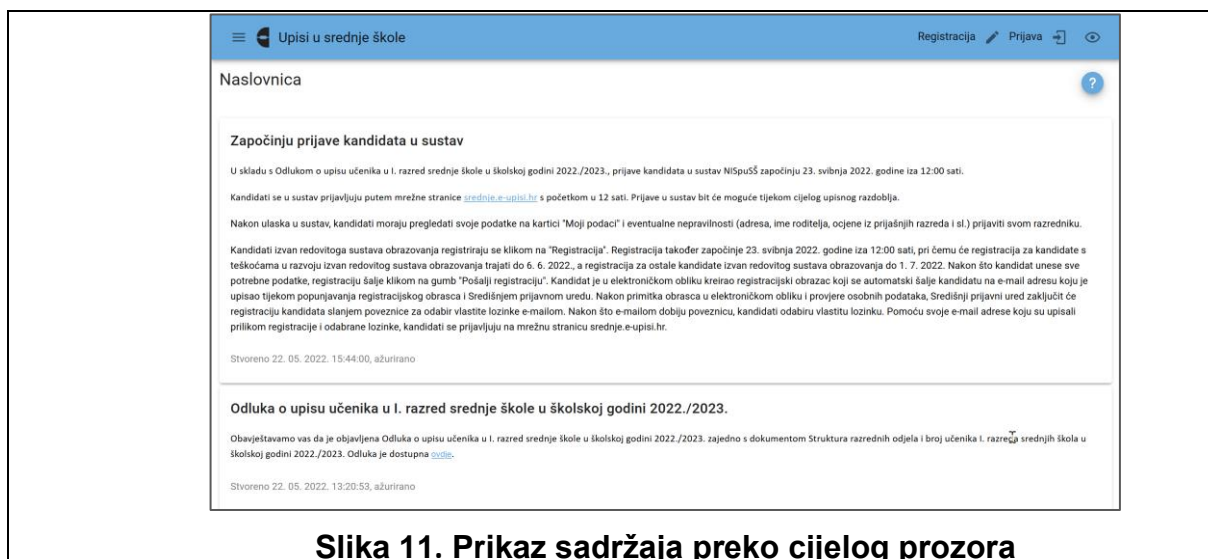 Upisi u srednje škole Registracija Prijava
Naslovnica ?
Započinju prijave kandidata u sustav
U skladu s Odlukom o upisu učenika u I. razred srednje škole u školskoj godini 2022./2023., prijave kandidata u sustav NISpuSŠ započinju 23. svibnja 2022. godine iza 12:00 sati.
Kandidati se u sustav prijavljuju putem mrežne stranice srednje.e-upisi.hr s početkom u 12 sati. Prijave u sustav bit će moguće tijekom cijelog upisnog razdoblja.
Nakon ulaska u sustav, kandidati moraju pregledati svoje podatke na kartici "Moji podaci" i eventualne nepravilnosti (adresa, ime roditelja, ocjene iz prijašnjih razreda i sl.) prijaviti svom razredniku.
Kandidati izvan redovitoga sustava obrazovanja registriraju se klikom na "Registracija". Registracija također započinje 23. svibnja 2022. godine iza 12:00 sati, pri čemu će registracija za kandidate s
teškoćama u razvoju izvan redovitog sustava obrazovanja trajati do 6. 6. 2022., a registracija za ostale kandidate izvan redovitog sustava obrazovanja do 1. 7. 2022. Nakon što kandidat unese sve
potrebne podatke, registraciju šalje klikom na gumb "Pošalji registraciju". Kandidat je u elektroničkom obliku kreirao registracijski obrazac koji se automatski šalje kandidatu na e-mail adresu koju je
upisao tijekom popunjavanja registracijskog obrasca i Središnjem prijavnom uredu. Nakon primitka obrasca u elektroničkom obliku i provjere osobnih podataka, Središnji prijavni ured zaključit će
registraciju kandidata slanjem poveznice za odabir vlastite lozinke e-mailom. Nakon što e-mailom dobiju poveznicu, kandidati odabiru vlastitu lozinku. Pomoću svoje e-mail adrese koju su upisali
prilikom registracije i odabrane lozinke, kandidati se prijavljuju na mrežnu stranicu srednje.e-upisi.hr.
Stvoreno 22. 05. 2022. 15:44:00, ažurirano
Odluka o upisu učenika u I. razred srednje škole u školskoj godini 2022./2023.
Obavještavamo vas da je objavljena Odluka o upisu učenika u I. razred srednje škole u školskoj godini 2022./2023. zajedno s dokumentom Struktura razrednih odjela i broj učenika I. razreda srednjih škola u
školskoj godini 2022./2023. Odluka je dostupna ovdje.
Stvoreno 22. 05. 2022. 13:20:53, ažurirano
Slika 11. Prikaz sadržaja preko cijelog prozora